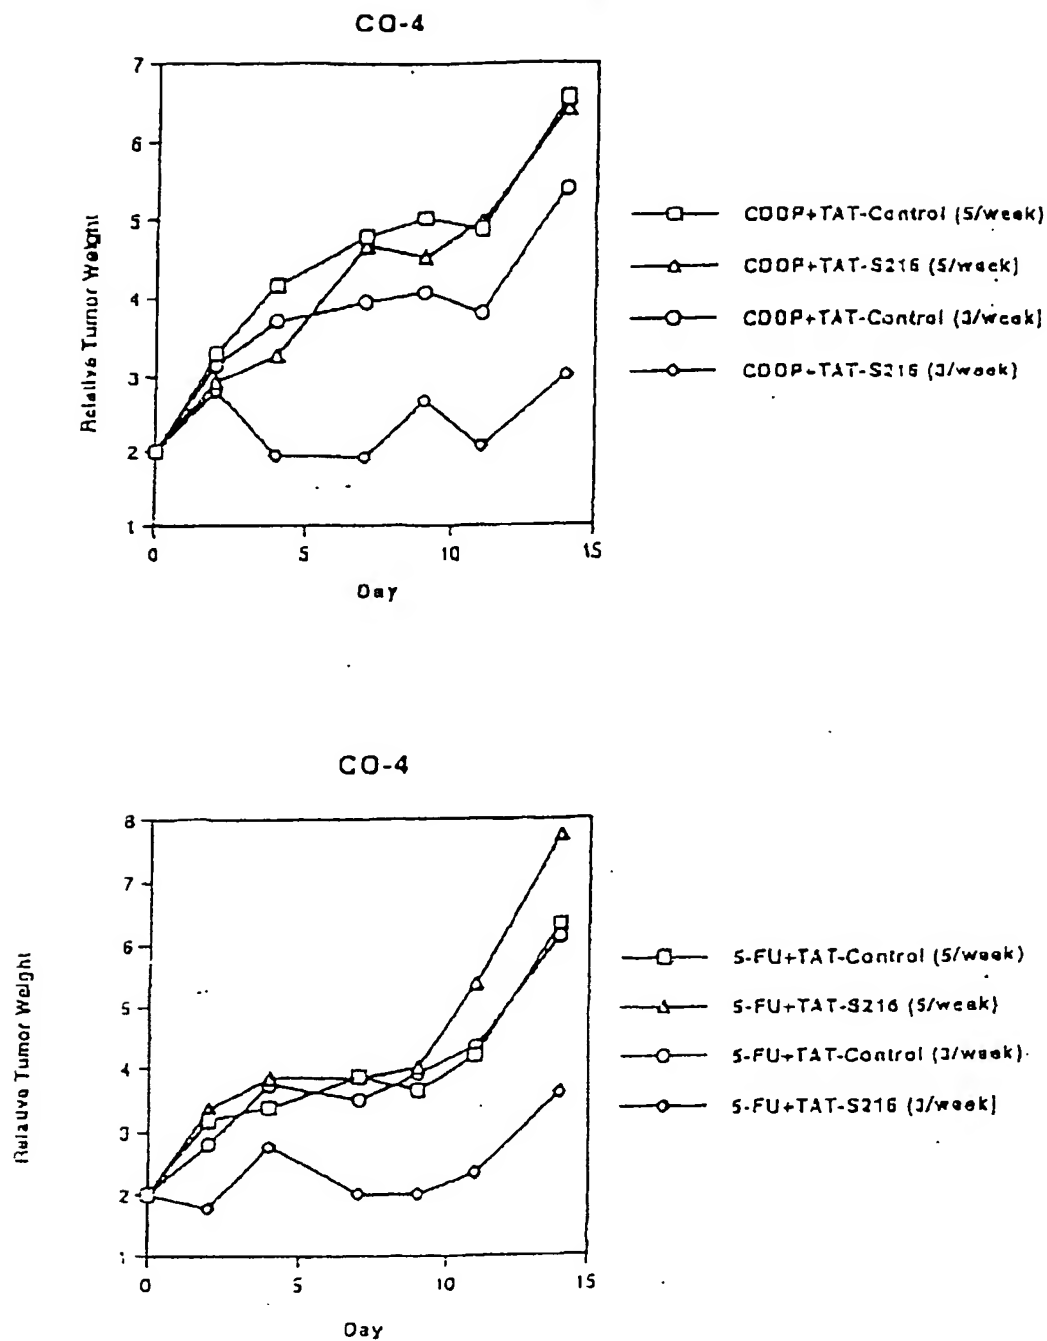 CO-4
7
6
5
4
3
2
1
0 5 10 15
Relative Tumor Weight
Day
CDDP+TAT-Control (5/week)
CDDP+TAT-S216 (5/week)
CDDP+TAT-Control (3/week)
CDDP+TAT-S216 (3/week)
CO-4
8
7
6
5
4
3
2
1
0 5 10 15
Relative Tumor Weight
Day
5-FU+TAT-Control (5/week)
5-FU+TAT-S216 (5/week)
5-FU+TAT-Control (3/week)
5-FU+TAT-S216 (3/week)